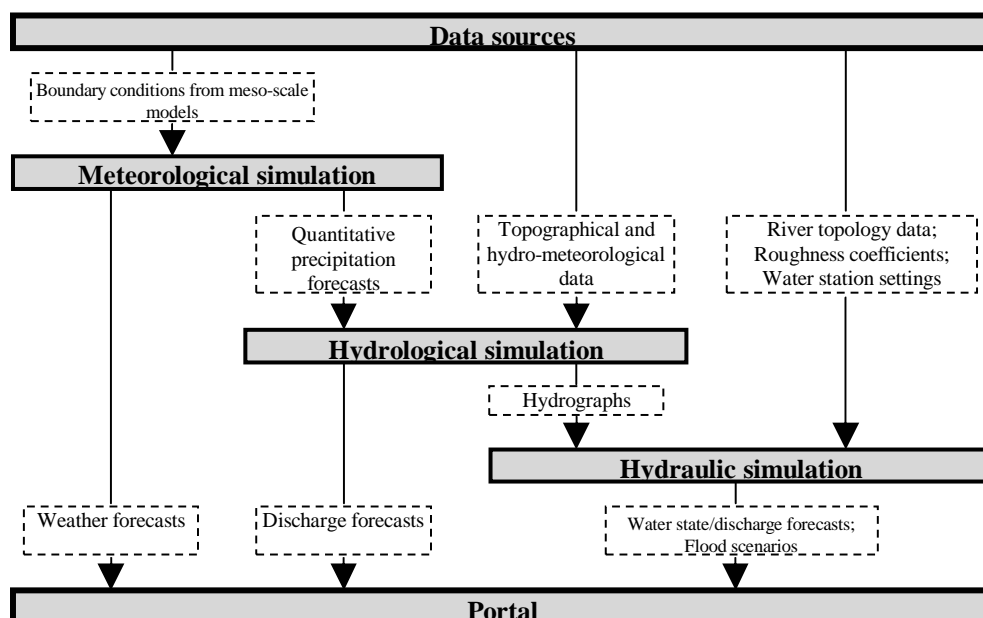 Data sources
Boundary conditions from meso-scale
models
Meteorological simulation
Quantitative
precipitation
forecasts
Topographical and
hydro-meteorological
data
River topology data;
Roughness coefficients;
Water station settings
Hydrological simulation
Hydrographs
Hydraulic simulation
Weather forecasts
Discharge forecasts
Water state/discharge forecasts;
Flood scenarios
Portal